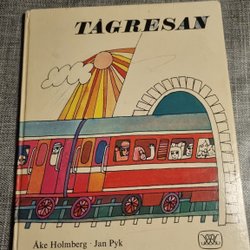 TÅGRESAN
Åke Holmberg · Jan Pyk